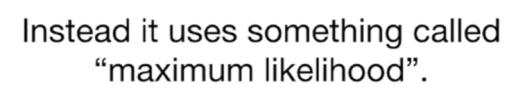 Instead it uses something called
“maximum likelihood”.